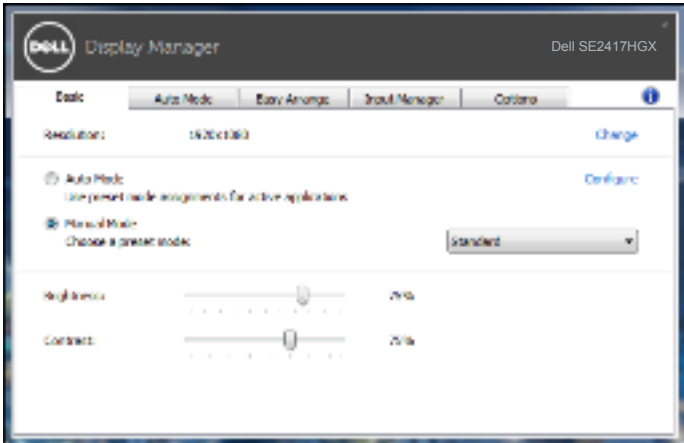 DELL Display Manager Dell SE2417HGX
Basic Auto Mode Easy Arrange Input Manager Options
Resolution: 1920x1080 Change
Auto Mode Configure
Use preset mode assignments for active applications
Manual Mode
Choose a preset mode: Standard
Brightness:
Contrast: 75%